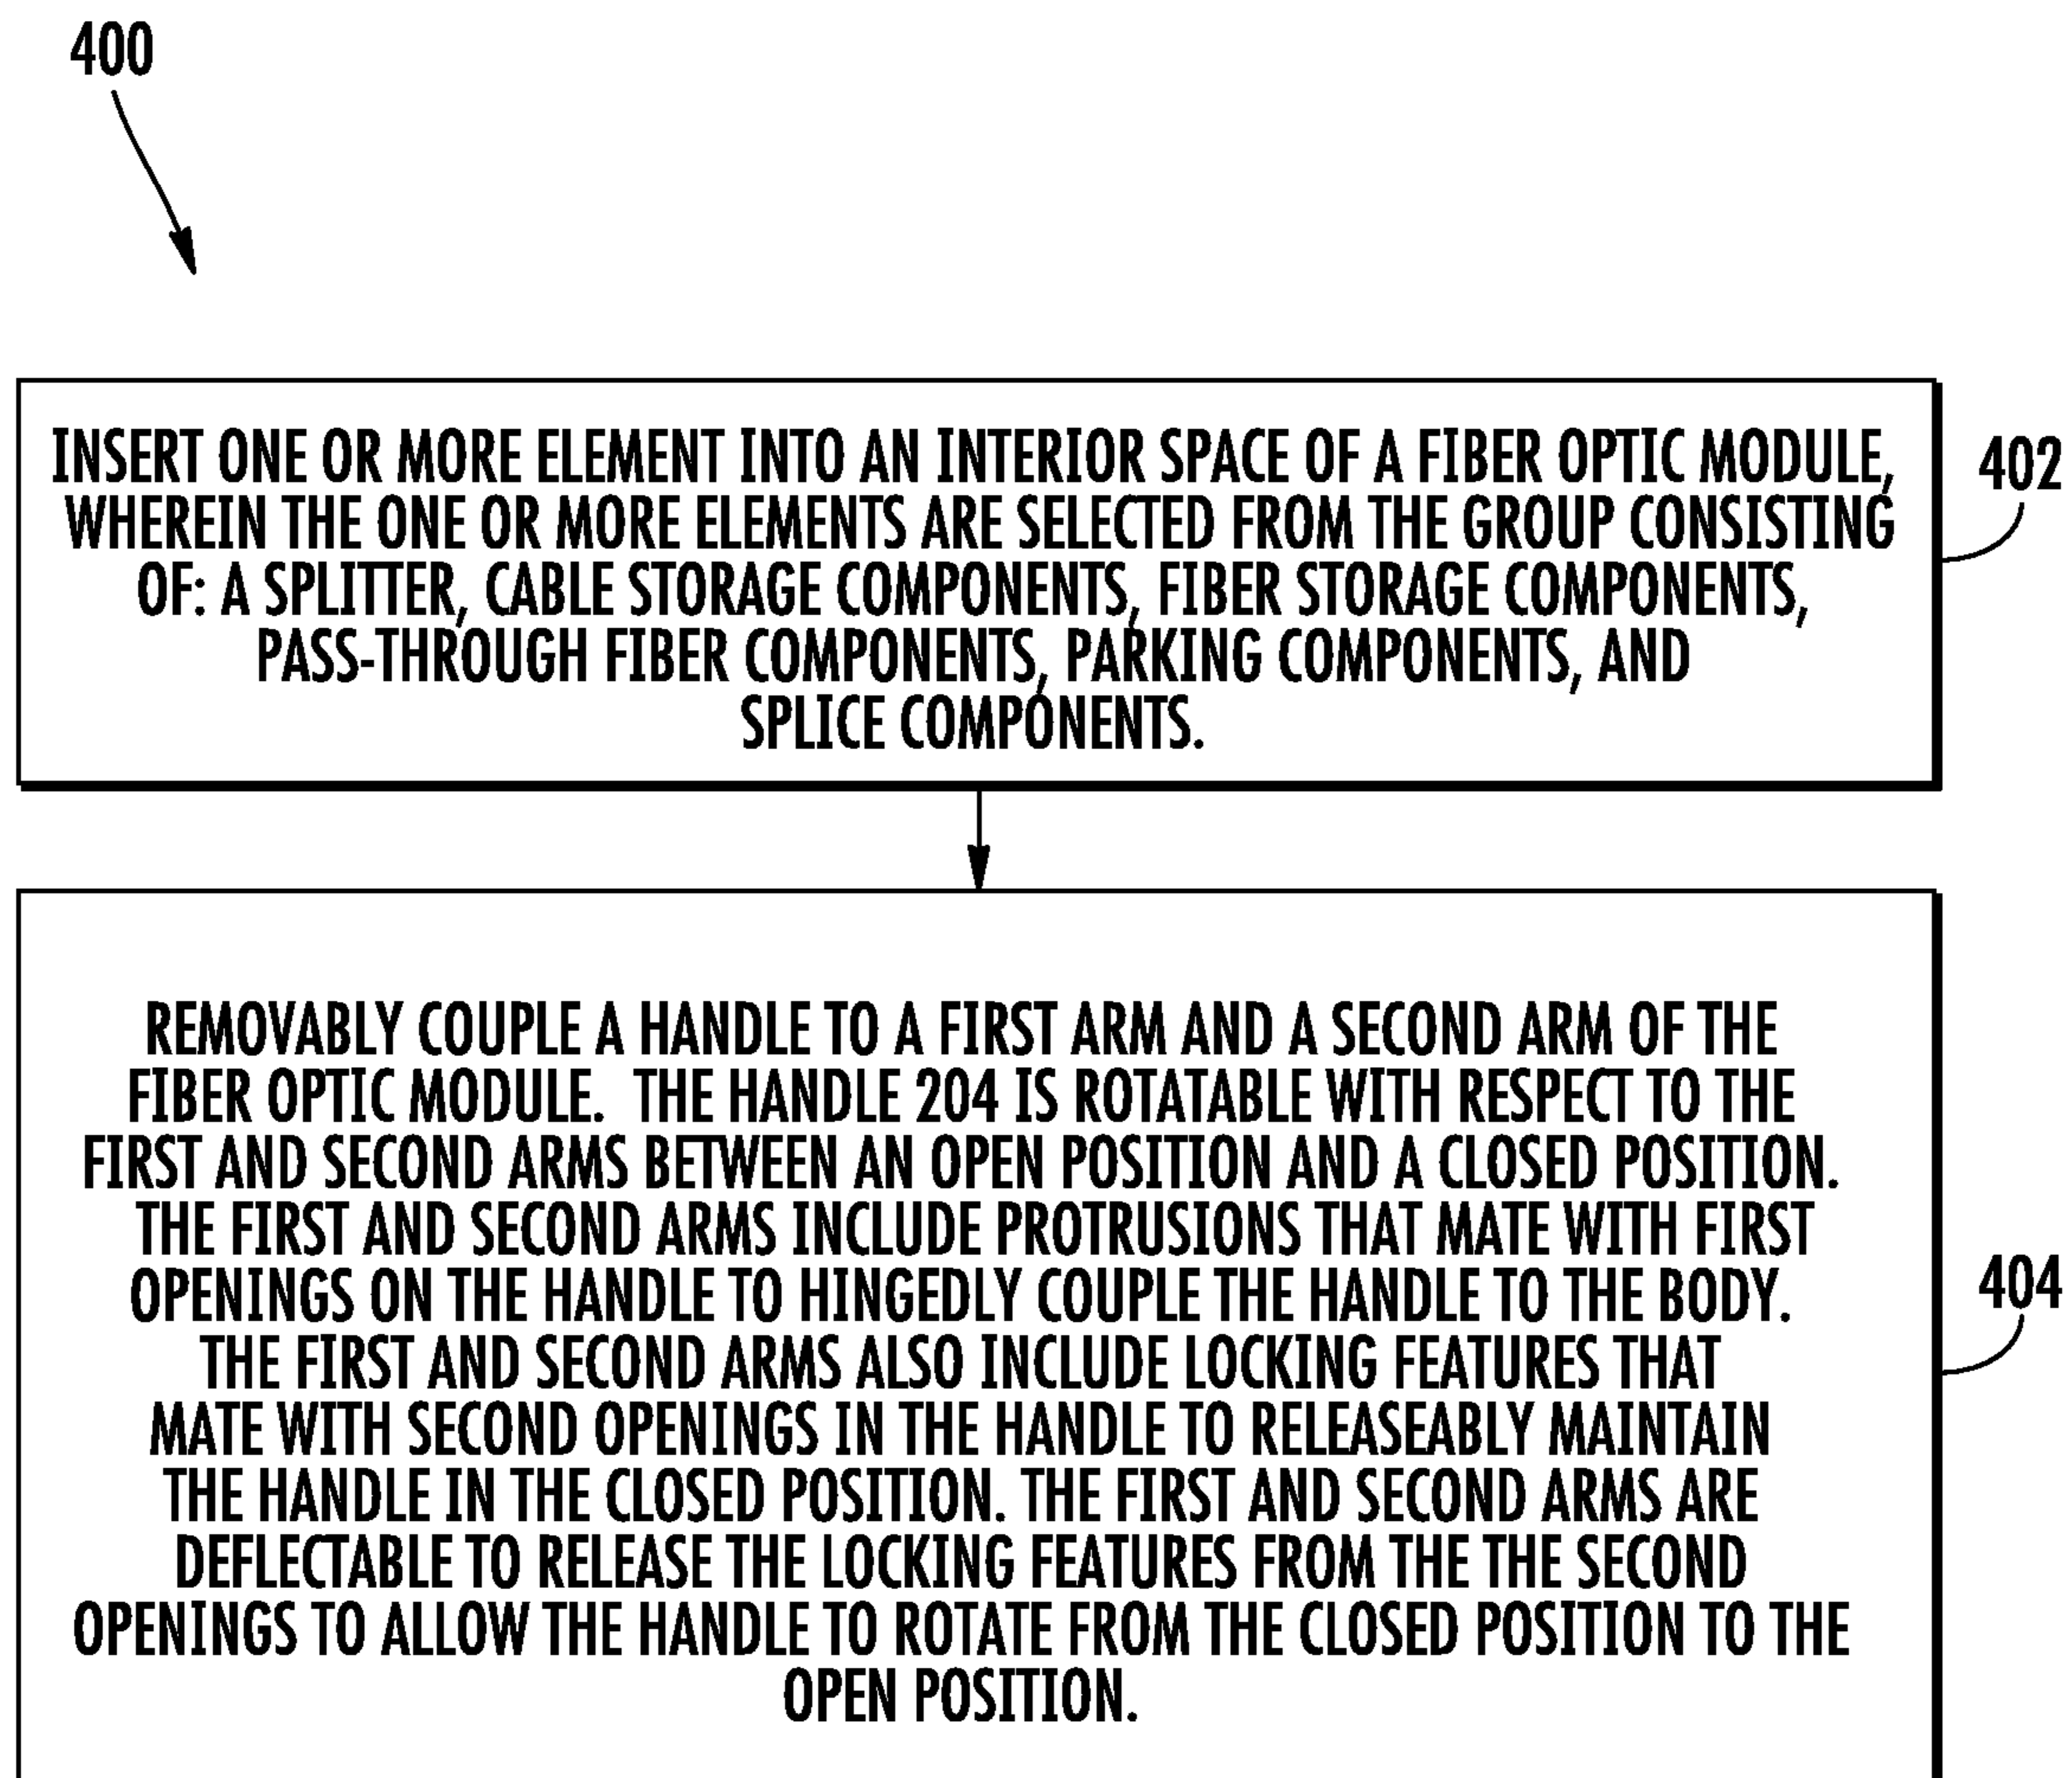 400
INSERT ONE OR MORE ELEMENT INTO AN INTERIOR SPACE OF A FIBER OPTIC MODULE,
WHEREIN THE ONE OR MORE ELEMENTS ARE SELECTED FROM THE GROUP CONSISTING
OF: A SPLITTER, CABLE STORAGE COMPONENTS, FIBER STORAGE COMPONENTS,
PASS-THROUGH FIBER COMPONENTS, PARKING COMPONENTS, AND
SPLICE COMPONENTS.
402
REMOVABLY COUPLE A HANDLE TO A FIRST ARM AND A SECOND ARM OF THE
FIBER OPTIC MODULE. THE HANDLE 204 IS ROTATABLE WITH RESPECT TO THE
FIRST AND SECOND ARMS BETWEEN AN OPEN POSITION AND A CLOSED POSITION.
THE FIRST AND SECOND ARMS INCLUDE PROTRUSIONS THAT MATE WITH FIRST
OPENINGS ON THE HANDLE TO HINGEDLY COUPLE THE HANDLE TO THE BODY.
THE FIRST AND SECOND ARMS ALSO INCLUDE LOCKING FEATURES THAT
MATE WITH SECOND OPENINGS IN THE HANDLE TO RELEASEABLY MAINTAIN
THE HANDLE IN THE CLOSED POSITION. THE FIRST AND SECOND ARMS ARE
DEFLECTABLE TO RELEASE THE LOCKING FEATURES FROM THE THE SECOND
OPENINGS TO ALLOW THE HANDLE TO ROTATE FROM THE CLOSED POSITION TO THE
OPEN POSITION.
404